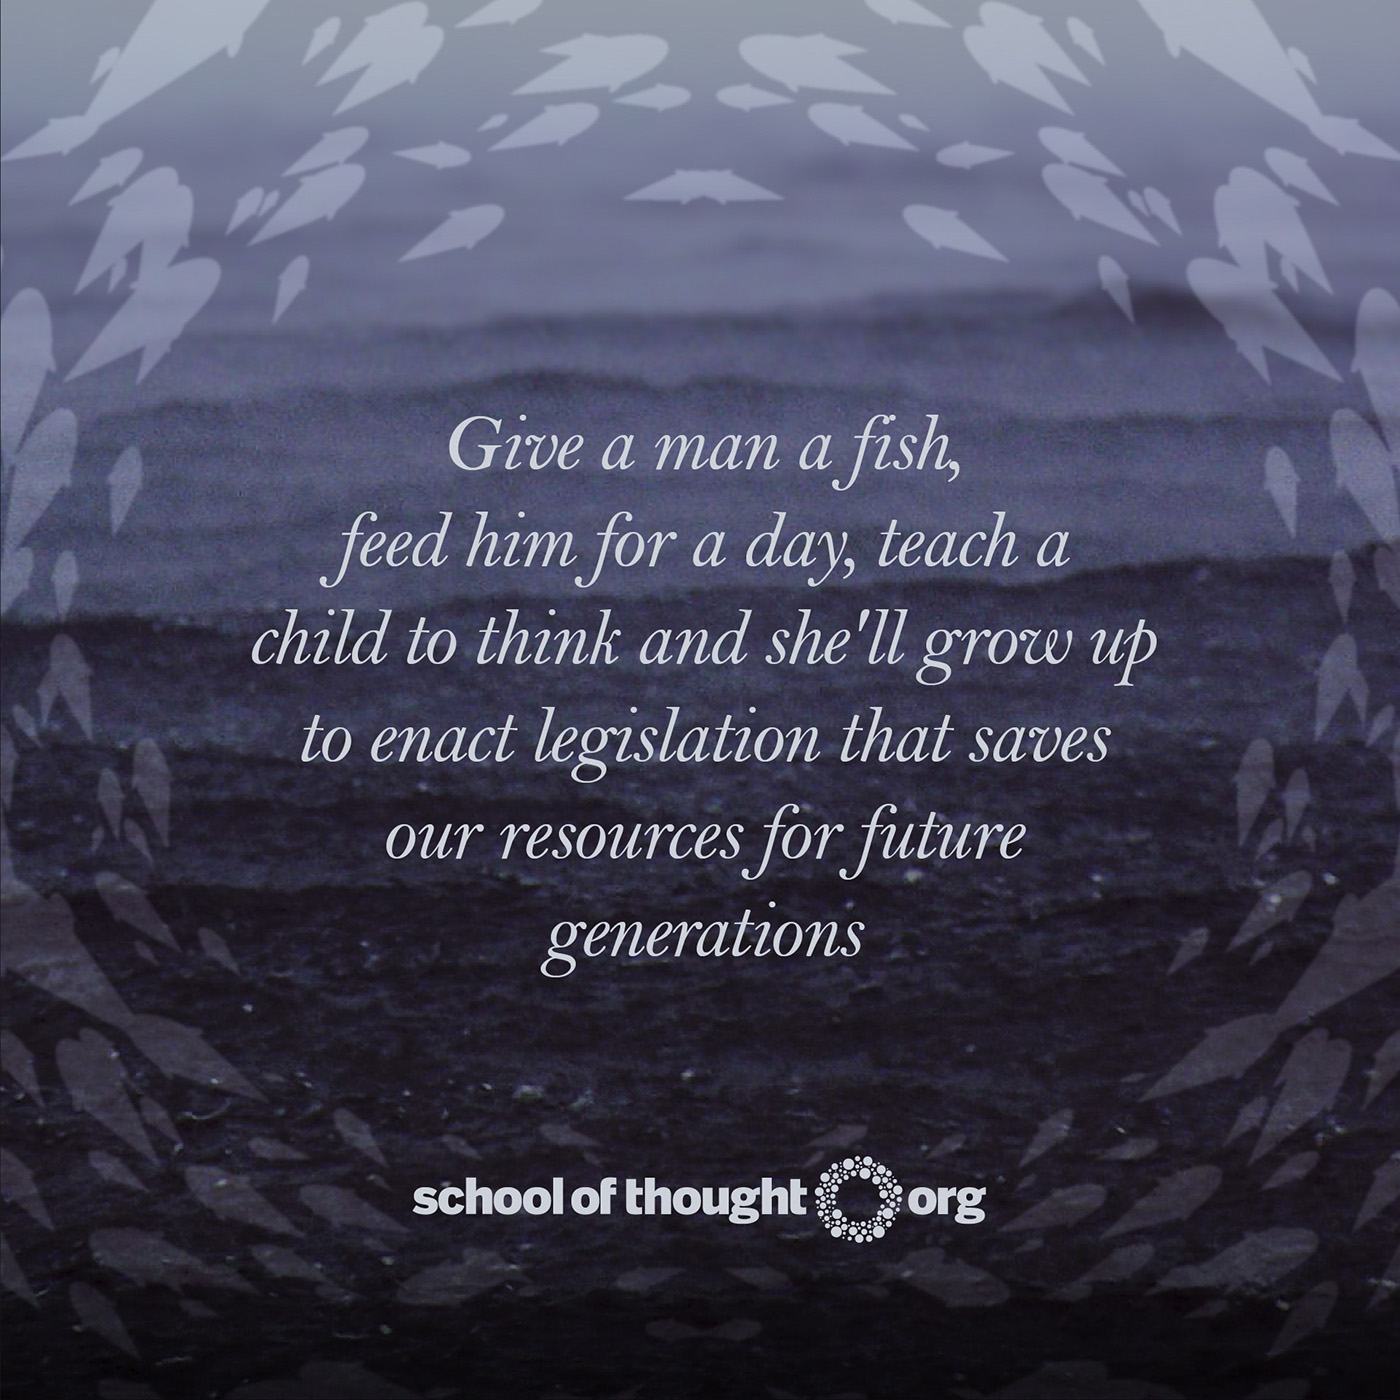 Give a man a fish,
feed him for a day, teach a
child to think and she'll grow up
to enact legislation that saves
our resources for future
generations
school of thought org